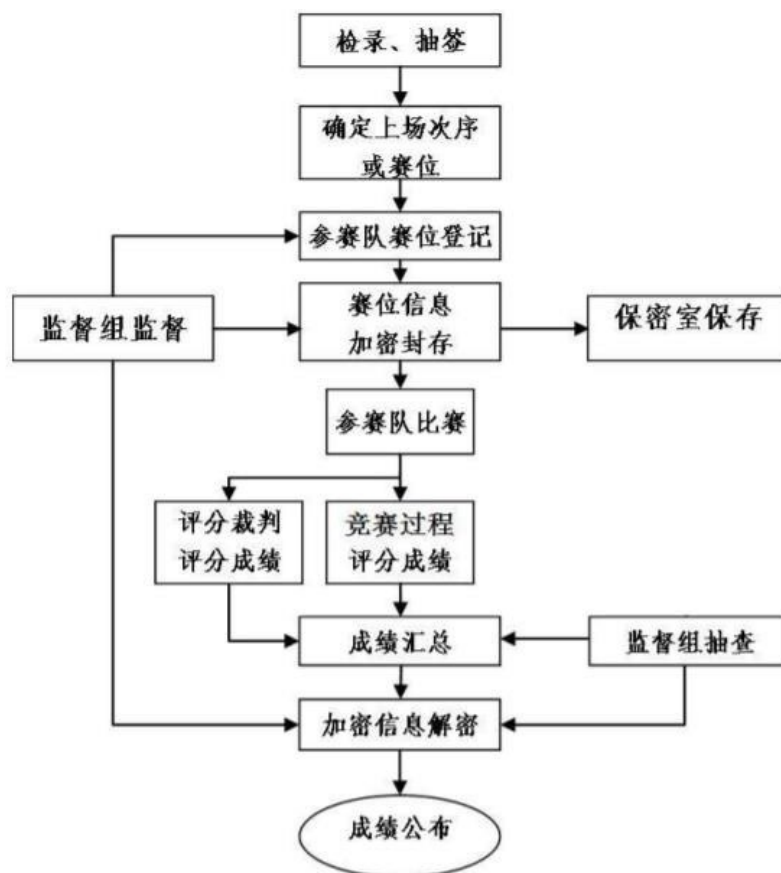 检录、抽签
确定上场次序
或赛位
参赛队赛位登记
监督组监督
赛位信息
加密封存
保密室保存
参赛队比赛
评分裁判
评分成绩
竞赛过程
评分成绩
成绩汇总
监督组抽查
加密信息解密
成绩公布